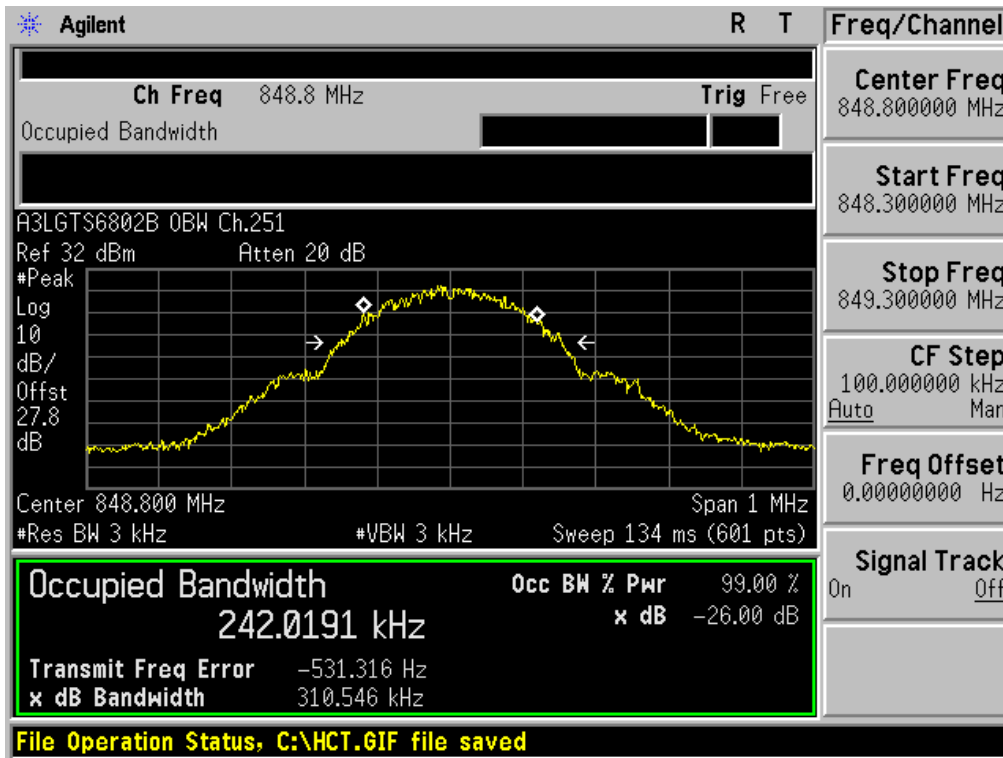 Agilent R T
Freq/Channel
Ch Freq 848.8 MHz Trig Free
Occupied Bandwidth
Center Freq
848.800000 MHz
Start Freq
848.300000 MHz
Stop Freq
849.300000 MHz
CF Step
100.000000 kHz
Auto Man
Freq Offset
0.00000000 Hz
Signal Track
On Off
A3LGTS6802B OBW Ch.251
Ref 32 dBm Atten 20 dB
#Peak
Log
10
dB/
Offst
27.8
dB
Center 848.800 MHz Span 1 MHz
#Res BW 3 kHz #VBW 3 kHz Sweep 134 ms (601 pts)
Occupied Bandwidth
242.0191 kHz
Occ BW % Pwr 99.00 %
x dB -26.00 dB
Transmit Freq Error -531.316 Hz
x dB Bandwidth 310.546 kHz
File Operation Status, C:\HCT.GIF file saved